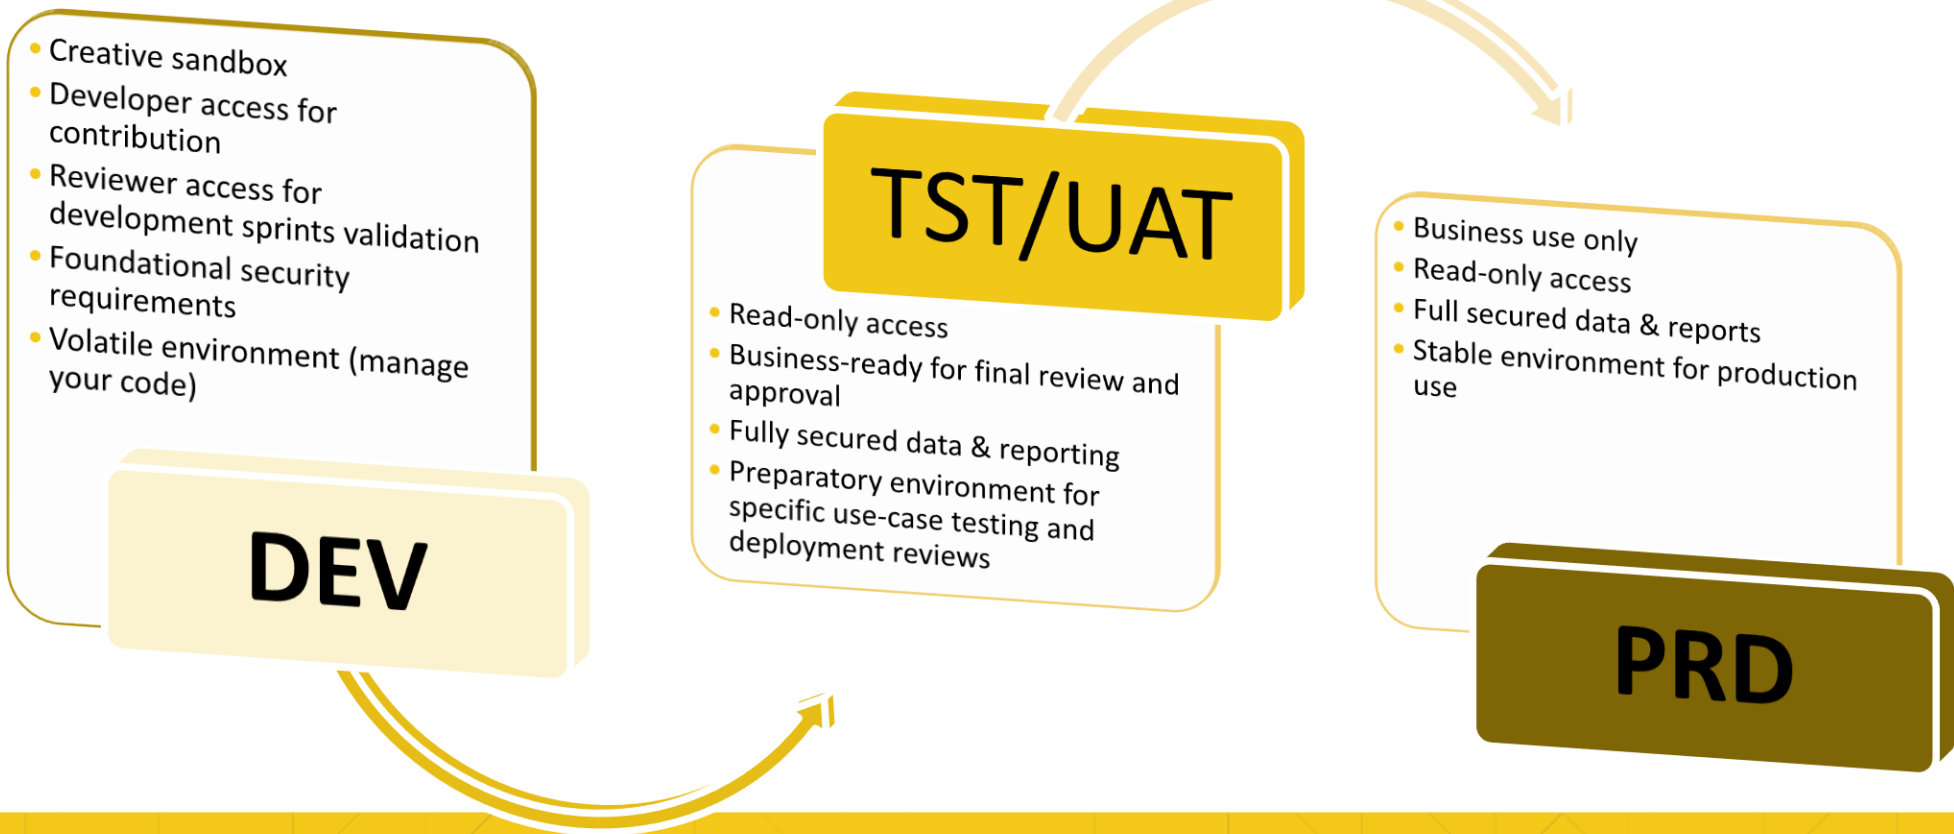 • Creative sandbox
• Developer access for
contribution
• Reviewer access for
development sprints validation
• Foundational security
requirements
• Volatile environment (manage
your code)
DEV
TST/UAT
• Read-only access
• Business-ready for final review and
approval
• Fully secured data & reporting
• Preparatory environment for
specific use-case testing and
deployment reviews
• Business use only
• Read-only access
• Full secured data & reports
• Stable environment for production
use
PRD